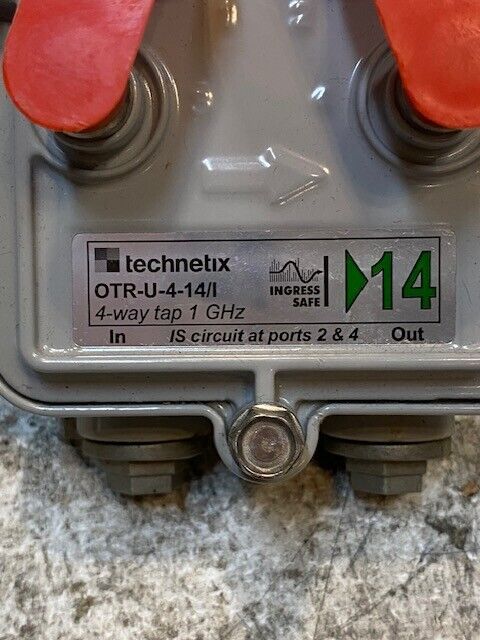 technetix
OTR-U-4-14/I
4-way tap 1 GHz
INGRESS
SAFE
14
In IS circuit at ports 2 & 4 Out